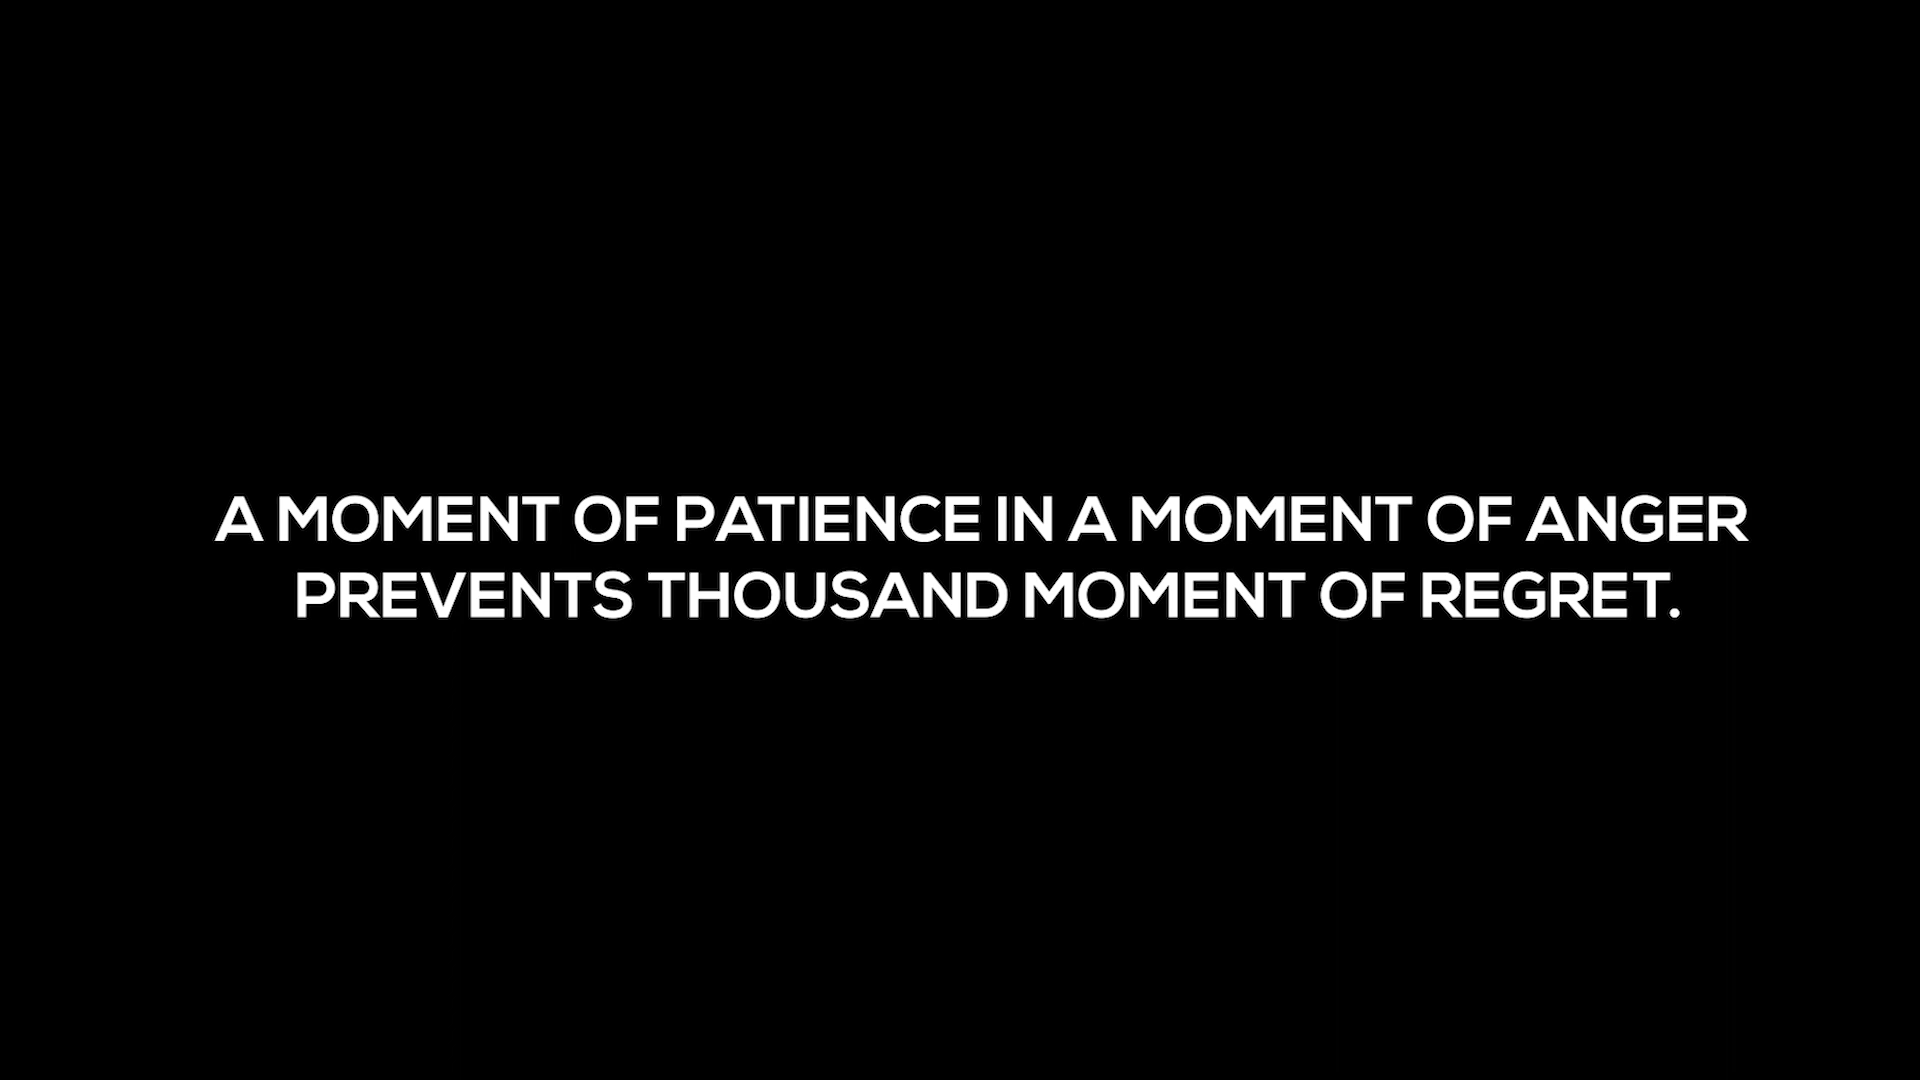 A MOMENT OF PATIENCE IN A MOMENT OF ANGER
PREVENTS THOUSAND MOMENT OF REGRET.